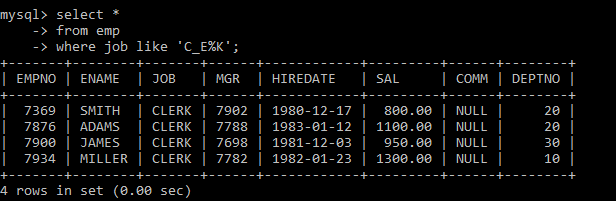 mysql> select *
    -> from emp
    -> where job like 'C_E%K';
+-------+--------+-------+------+------------+---------+------+--------+
| EMPNO | ENAME  | JOB   | MGR  | HIREDATE   | SAL     | COMM | DEPTNO |
+-------+--------+-------+------+------------+---------+------+--------+
|  7369 | SMITH  | CLERK | 7902 | 1980-12-17 |  800.00 | NULL |     20 |
|  7876 | ADAMS  | CLERK | 7788 | 1983-01-12 | 1100.00 | NULL |     20 |
|  7900 | JAMES  | CLERK | 7698 | 1981-12-03 |  950.00 | NULL |     30 |
|  7934 | MILLER | CLERK | 7782 | 1982-01-23 | 1300.00 | NULL |     10 |
+-------+--------+-------+------+------------+---------+------+--------+
4 rows in set (0.00 sec)